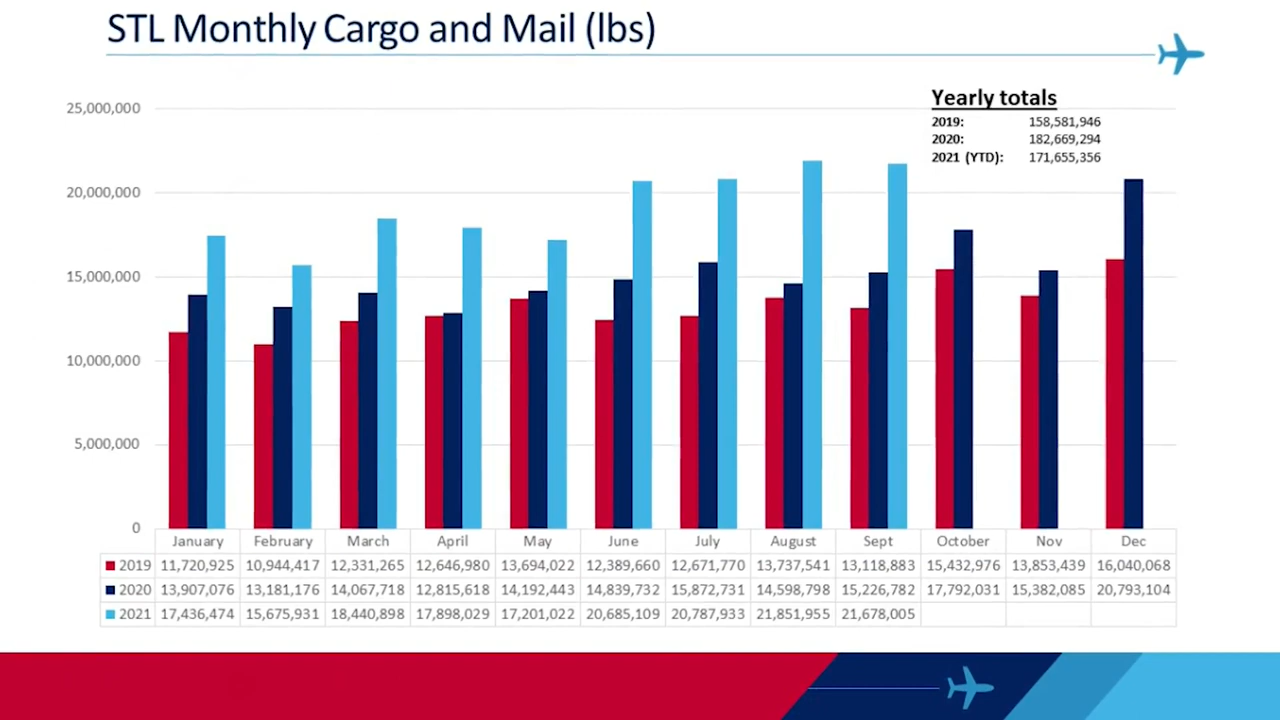 STL Monthly Cargo and Mail (lbs)
Yearly totals
2019: 158,581,946
2020: 182,669,294
2021 (YTD): 171,655,356
25,000,000
20,000,000
15,000,000
10,000,000
5,000,000
0
January February March April May June July August Sept October Nov Dec
2019 11,720,925 10,944,417 12,331,265 12,646,980 13,694,022 12,389,660 12,671,770 13,737,541 13,118,883 15,432,976 13,853,439 16,040,068
2020 13,907,076 13,181,176 14,067,718 12,815,618 14,192,443 14,839,732 15,872,731 14,598,798 15,226,782 17,792,031 15,382,085 20,793,104
2021 17,436,474 15,675,931 18,440,898 17,898,029 17,201,022 20,685,109 20,787,933 21,851,955 21,678,005